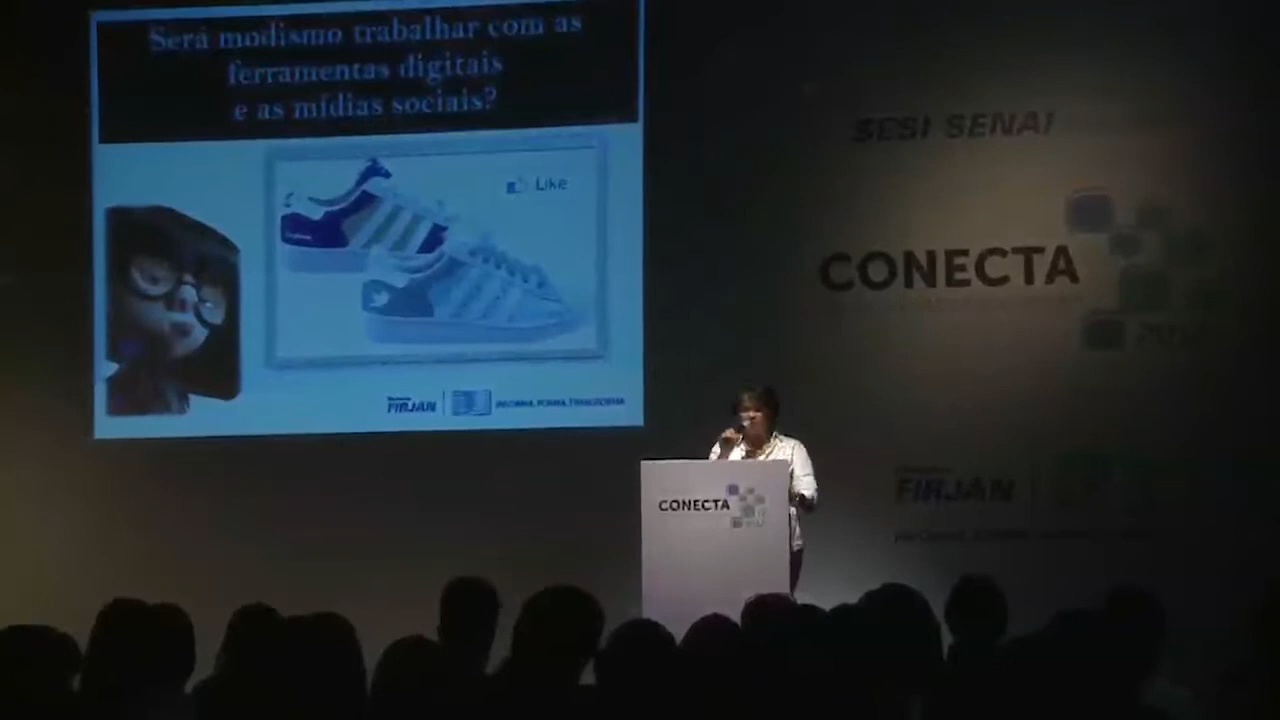 Será modismo trabalhar com as
ferramentas digitais
e as mídias sociais?
Like
FIRJAN
SESI SENAI
CONECTA
CONECTA
FIRJAN